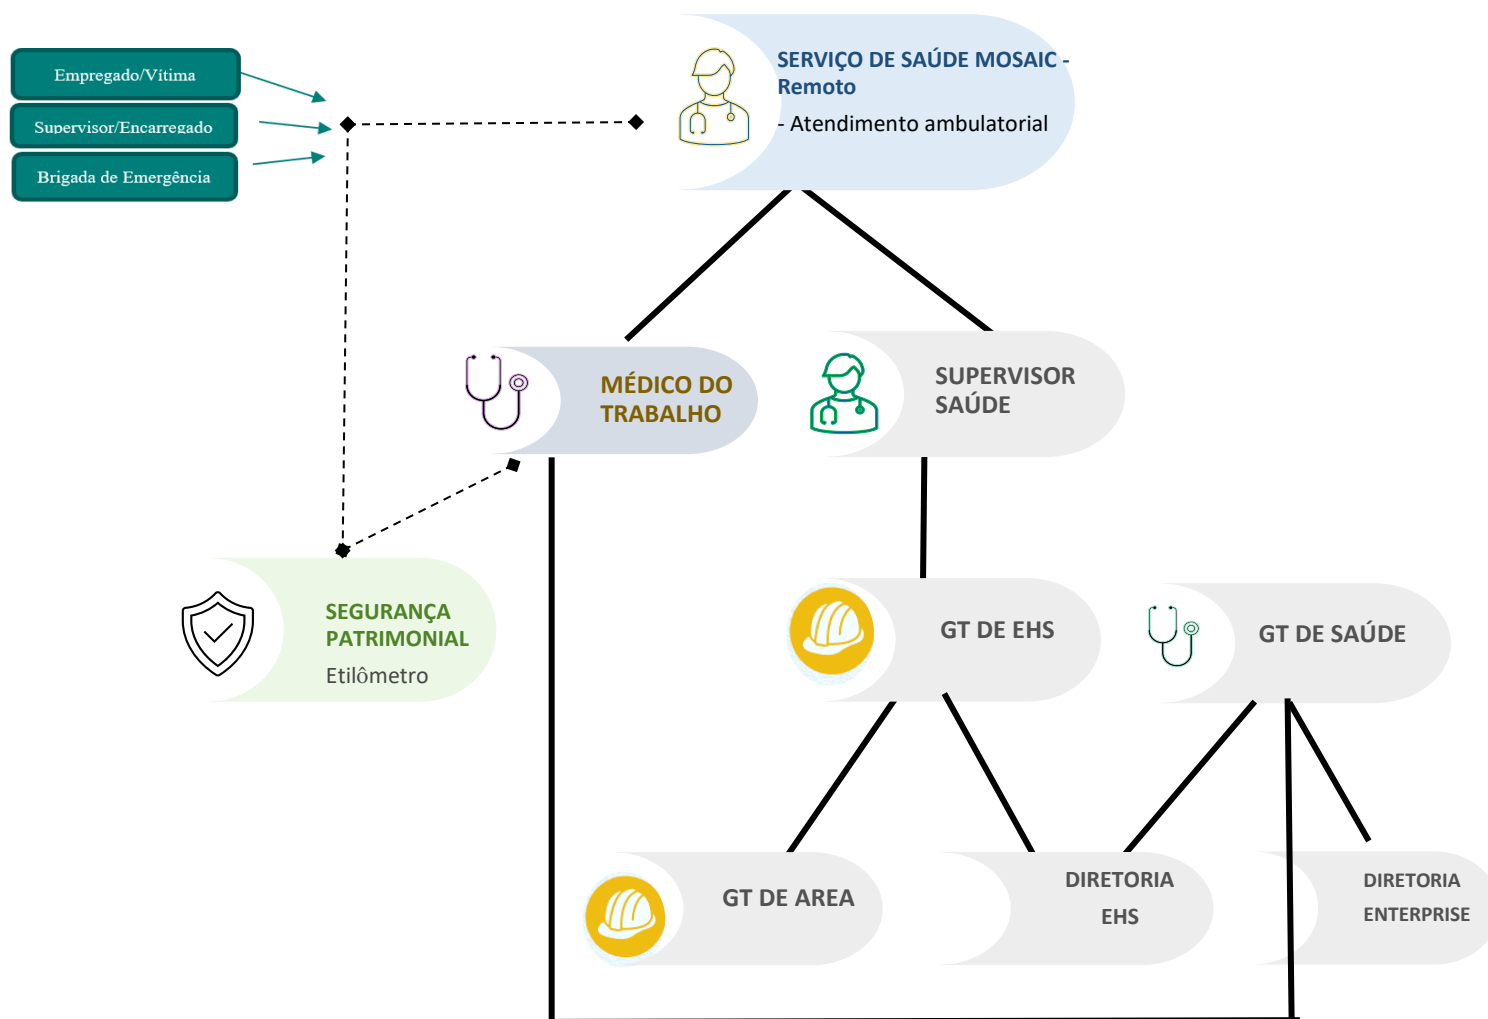 Empregado/Vítima
Supervisor/Encarregado
Brigada de Emergência
SERVIÇO DE SAÚDE MOSAIC -
Remoto
- Atendimento ambulatorial
MÉDICO DO
TRABALHO
SUPERVISOR
SAÚDE
SEGURANÇA
PATRIMONIAL
Etilômetro
GT DE EHS
GT DE SAÚDE
GT DE AREA
DIRETORIA
EHS
DIRETORIA
ENTERPRISE